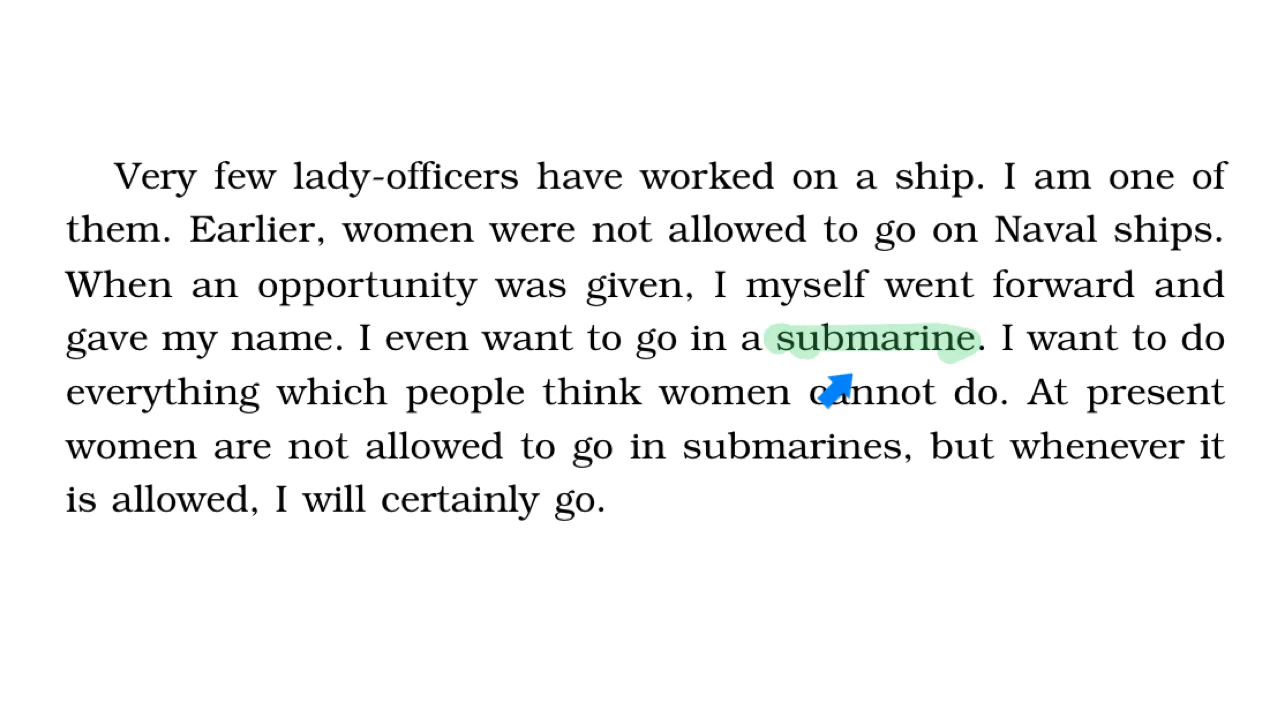 Very few lady-officers have worked on a ship. I am one of
them. Earlier, women were not allowed to go on Naval ships.
When an opportunity was given, I myself went forward and
gave my name. I even want to go in a submarine. I want to do
everything which people think women cannot do. At present
women are not allowed to go in submarines, but whenever it
is allowed, I will certainly go.